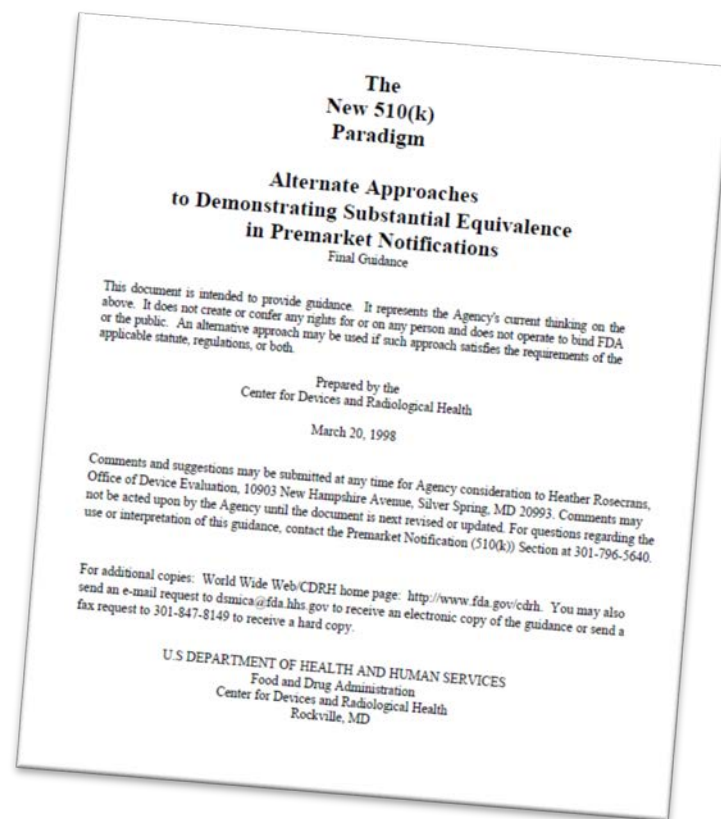 The
New 510(k)
Paradigm
Alternate Approaches
to Demonstrating Substantial Equivalence
in Premarket Notifications
Final Guidance
This document is intended to provide guidance.  It represents the Agency's current thinking on the
above.  It does not create or confer any rights for or on any person and does not operate to bind FDA
or the public.  An alternative approach may be used if such approach satisfies the requirements of the
applicable statute, regulations, or both.
Prepared by the
Center for Devices and Radiological Health
March 20, 1998
Comments and suggestions may be submitted at any time for Agency consideration to Heather Rosecrans,
Office of Device Evaluation, 10903 New Hampshire Avenue, Silver Spring, MD 20993. Comments may
not be acted upon by the Agency until the document is next revised or updated. For questions regarding the
use or interpretation of this guidance, contact the Premarket Notification (510(k)) Section at 301-796-5640.
For additional copies:  World Wide Web/CDRH home page:  http://www.fda.gov/cdrh.  You may also
send an e-mail request to dsmica@fda.hhs.gov to receive an electronic copy of the guidance or send a
fax request to 301-847-8149 to receive a hard copy.
U.S DEPARTMENT OF HEALTH AND HUMAN SERVICES
Food and Drug Administration
Center for Devices and Radiological Health
Rockville, MD